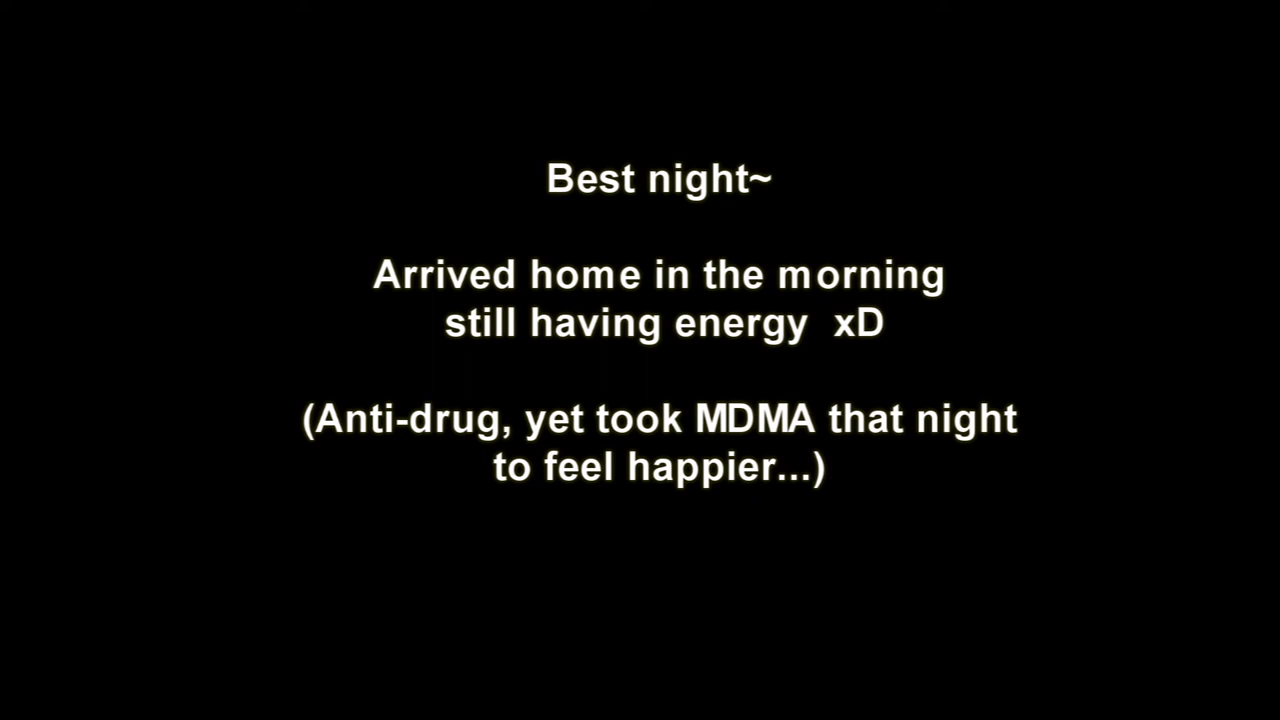 Best night~
Arrived home in the morning
still having energy  xD
(Anti-drug, yet took MDMA that night
to feel happier...)